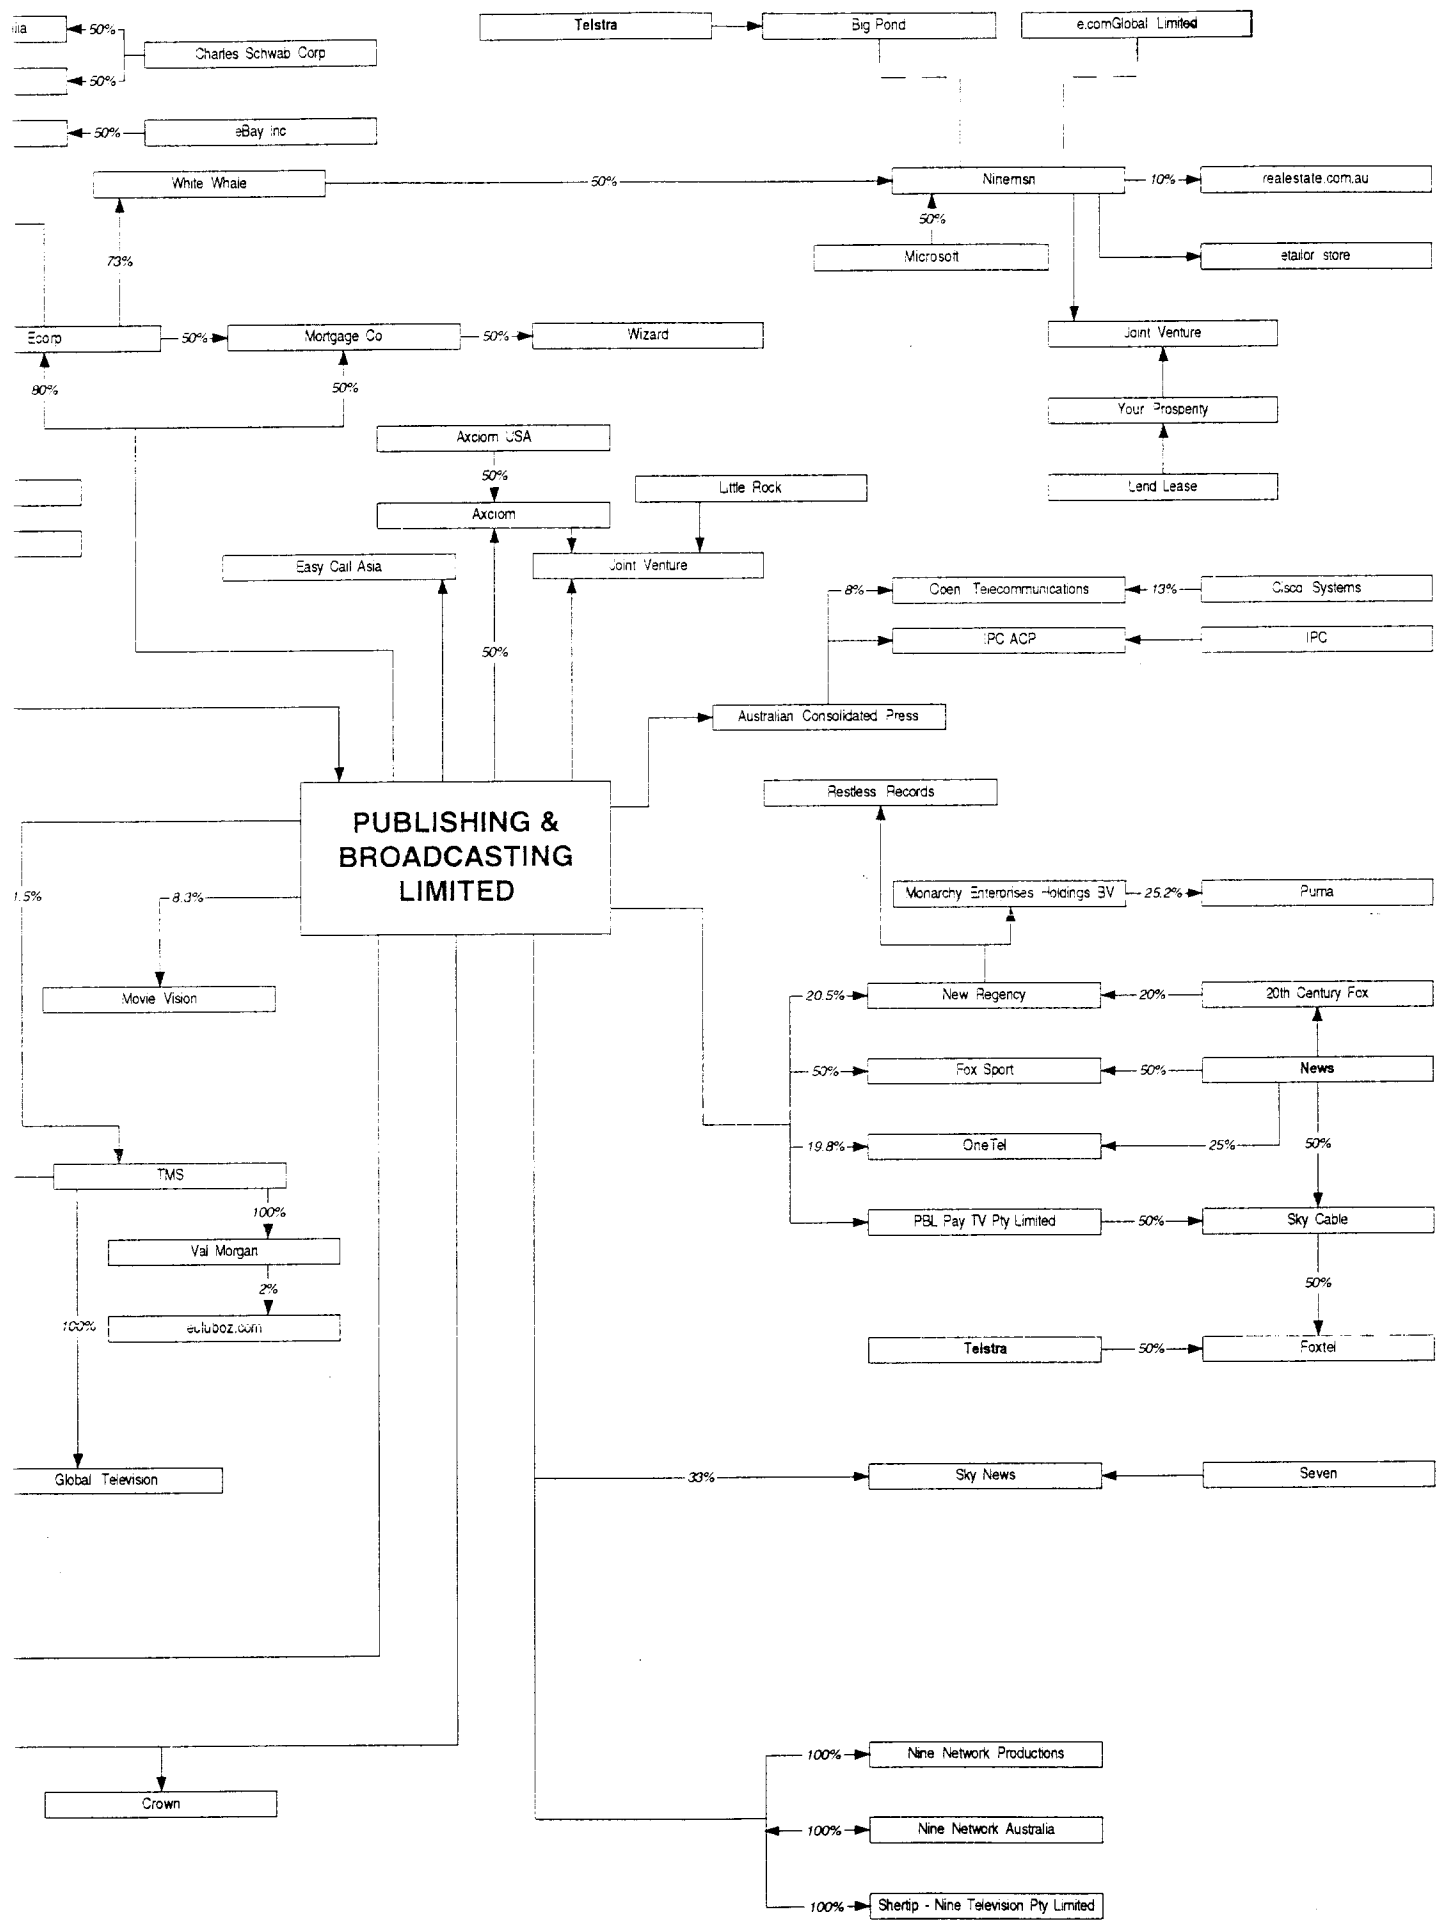 50%
Charles Schwab Corp
50%
50%
eBay Inc
Telstra
Big Pond
e.comGlobal Limited
White Whale
50%
Ninemsn
10%
realestate.com.au
50%
73%
Microsoft
etailor store
Ecorp
50%
Mortgage Co
50%
Wizard
Joint Venture
80%
50%
Your Prosperity
Axciom USA
50%
Little Rock
Lend Lease
Axciom
Easy Call Asia
Joint Venture
8%
Open Telecommunications
13%
Cisco Systems
50%
IPC ACP
IPC
Australian Consolidated Press
Restless Records
PUBLISHING &
BROADCASTING
LIMITED
1.5%
8.3%
Monarchy Enterprises Holdings BV
25.2%
Puma
Movie Vision
20.5%
New Regency
20%
20th Century Fox
50%
Fox Sport
50%
News
19.8%
OneTel
25%
50%
TMS
100%
PBL Pay TV Pty Limited
50%
Sky Cable
Val Morgan
2%
50%
100%
ecluboz.com
Telstra
50%
Foxtel
Global Television
33%
Sky News
Seven
100%
Nine Network Productions
Crown
100%
Nine Network Australia
100%
Shertip - Nine Television Pty Limited